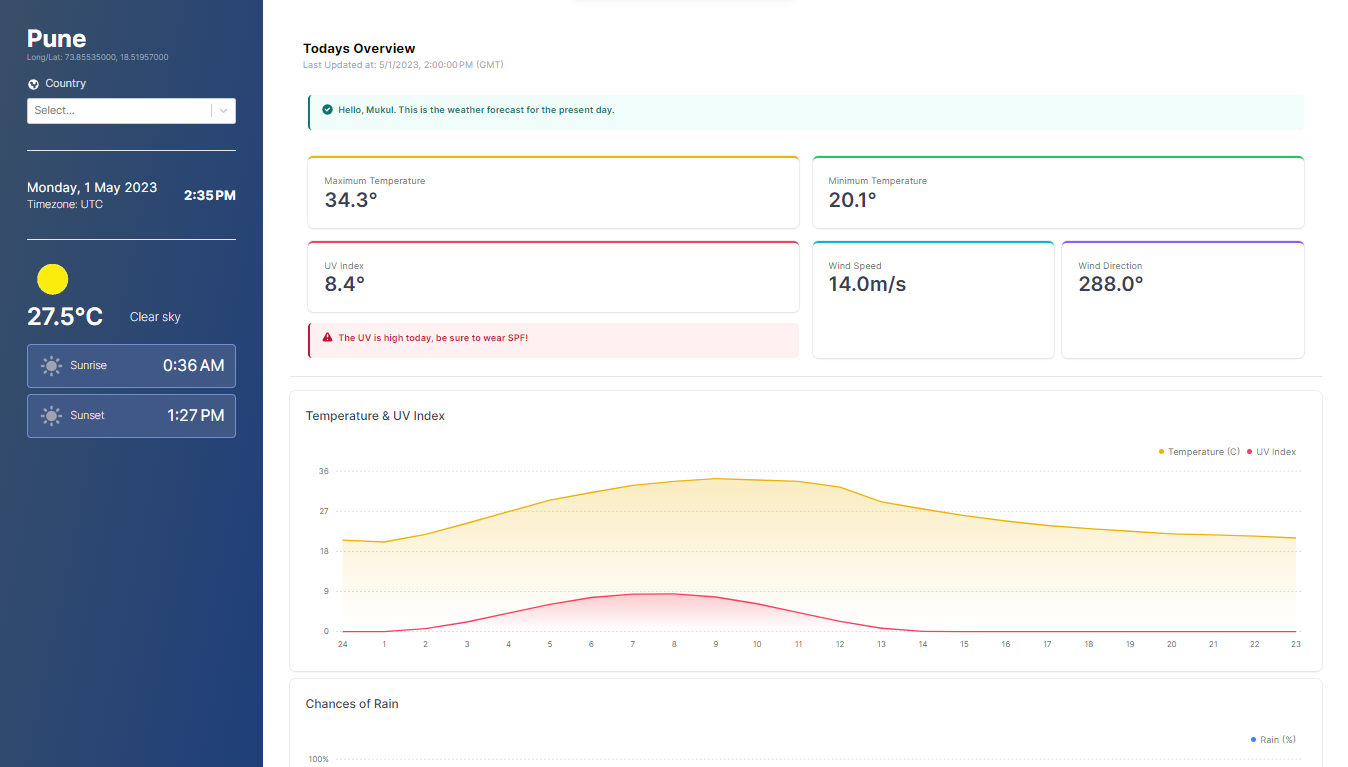 Pune
Long/Lat: 73.85535000, 18.51957000
Country
Select...
Monday, 1 May 2023
Timezone: UTC
2:35 PM
27.5°C
Clear sky
Sunrise
0:36 AM
Sunset
1:27 PM
Todays Overview
Last Updated at: 5/1/2023, 2:00:00 PM (GMT)
Hello, Mukul. This is the weather forecast for the present day.
Maximum Temperature
34.3°
Minimum Temperature
20.1°
UV Index
8.4°
Wind Speed
14.0m/s
Wind Direction
288.0°
The UV is high today, be sure to wear SPF!
Temperature & UV Index
Temperature (C) UV Index
36
27
18
9
0
24 1 2 3 4 5 6 7 8 9 10 11 12 13 14 15 16 17 18 19 20 21 22 23
Chances of Rain
Rain (%)
100%